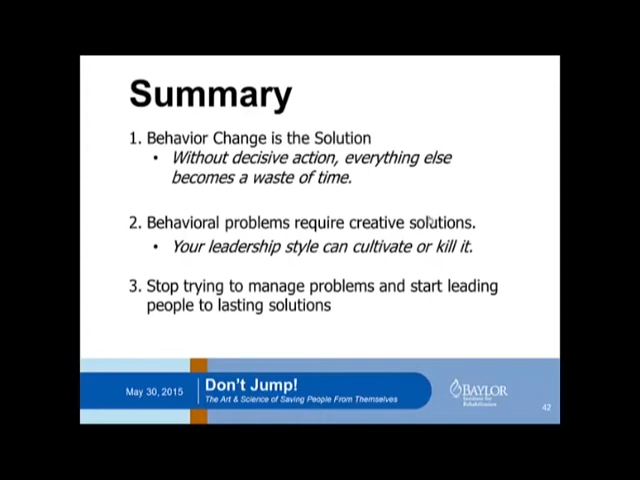 Summary
1. Behavior Change is the Solution
• Without decisive action, everything else
becomes a waste of time.
2. Behavioral problems require creative solutions.
• Your leadership style can cultivate or kill it.
3. Stop trying to manage problems and start leading
people to lasting solutions
May 30, 2015
Don't Jump!
The Art & Science of Saving People From Themselves
BAYLOR
Institute for
Rehabilitation
42